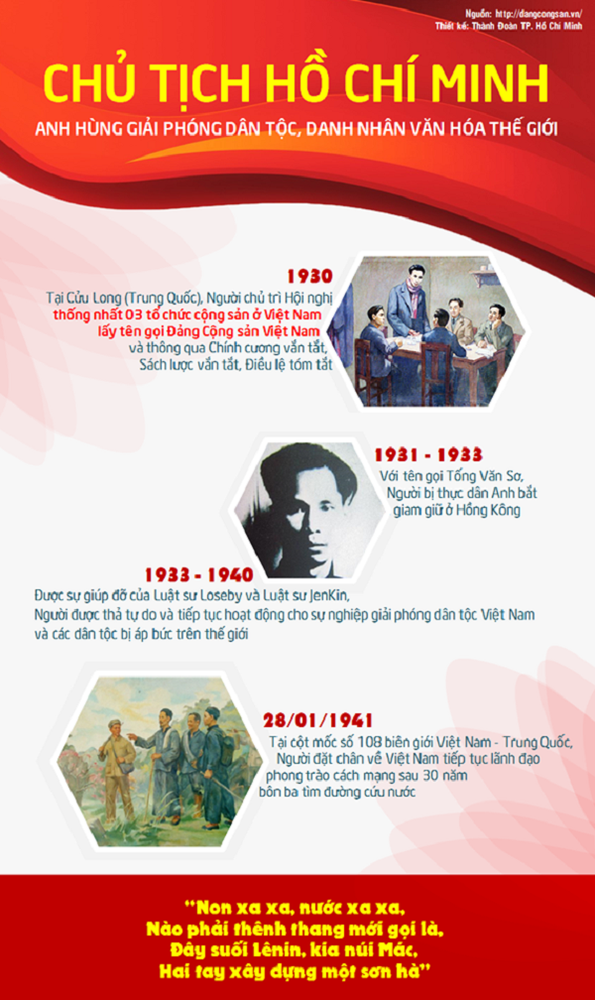 Nguồn: http://dangcongsan.vn/
Thiết kế: Thành Đoàn TP. Hồ Chí Minh
CHỦ TỊCH HỒ CHÍ MINH
ANH HÙNG GIẢI PHÓNG DÂN TỘC, DANH NHÂN VĂN HÓA THẾ GIỚI
1930
Tại Cửu Long (Trung Quốc), Người chủ trì Hội nghị
thống nhất 03 tổ chức cộng sản ở Việt Nam
lấy tên gọi Đảng Cộng sản Việt Nam
và thông qua Chính cương vắn tắt,
Sách lược vắn tắt, Điều lệ tóm tắt
1931 - 1933
Với tên gọi Tống Văn Sơ,
Người bị thực dân Anh bắt
giam giữ ở Hồng Kông
1933 - 1940
Được sự giúp đỡ của Luật sư Loseby và Luật sư JenKin,
Người được thả tự do và tiếp tục hoạt động cho sự nghiệp giải phóng dân tộc Việt Nam
và các dân tộc bị áp bức trên thế giới
28/01/1941
Tại cột mốc số 108 biên giới Việt Nam - Trung Quốc,
Người đặt chân về Việt Nam tiếp tục lãnh đạo
phong trào cách mạng sau 30 năm
bôn ba tìm đường cứu nước
"Non xa xa, nước xa xa,
Nào phải thênh thang mới gọi là,
Đây suối Lênin, kia núi Mác,
Hai tay xây dựng một sơn hà"